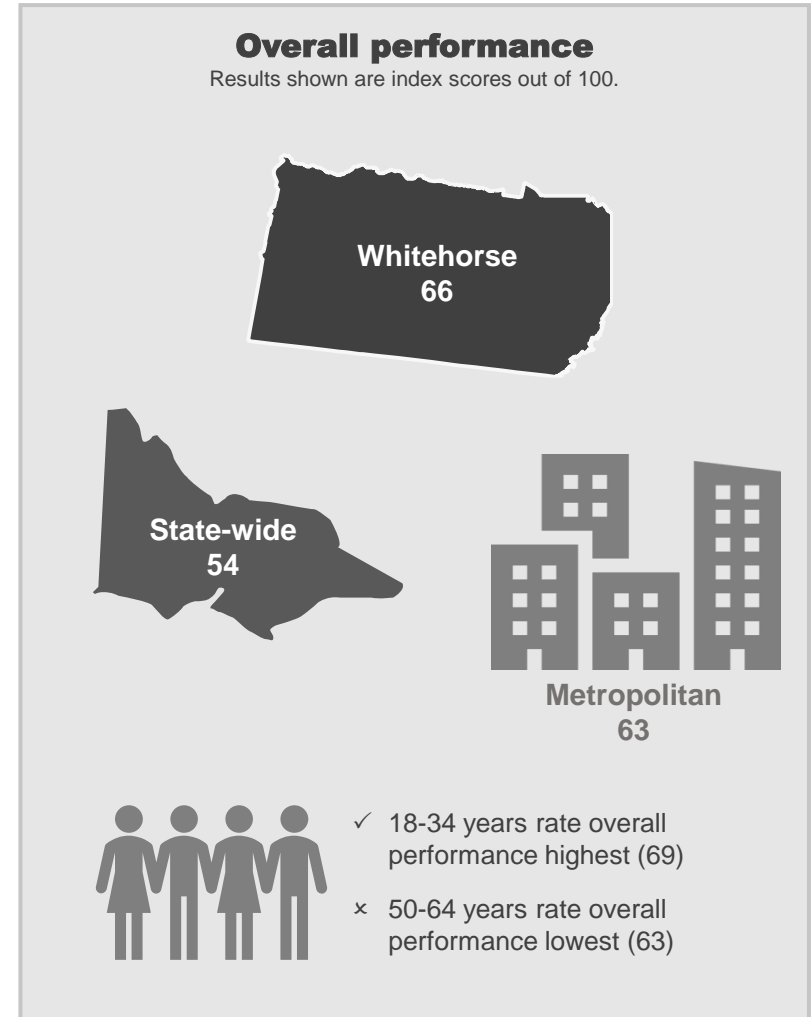 Overall performance
Results shown are index scores out of 100.
Whitehorse
66
State-wide
54
Metropolitan
63
✓ 18-34 years rate overall
performance highest (69)
× 50-64 years rate overall
performance lowest (63)